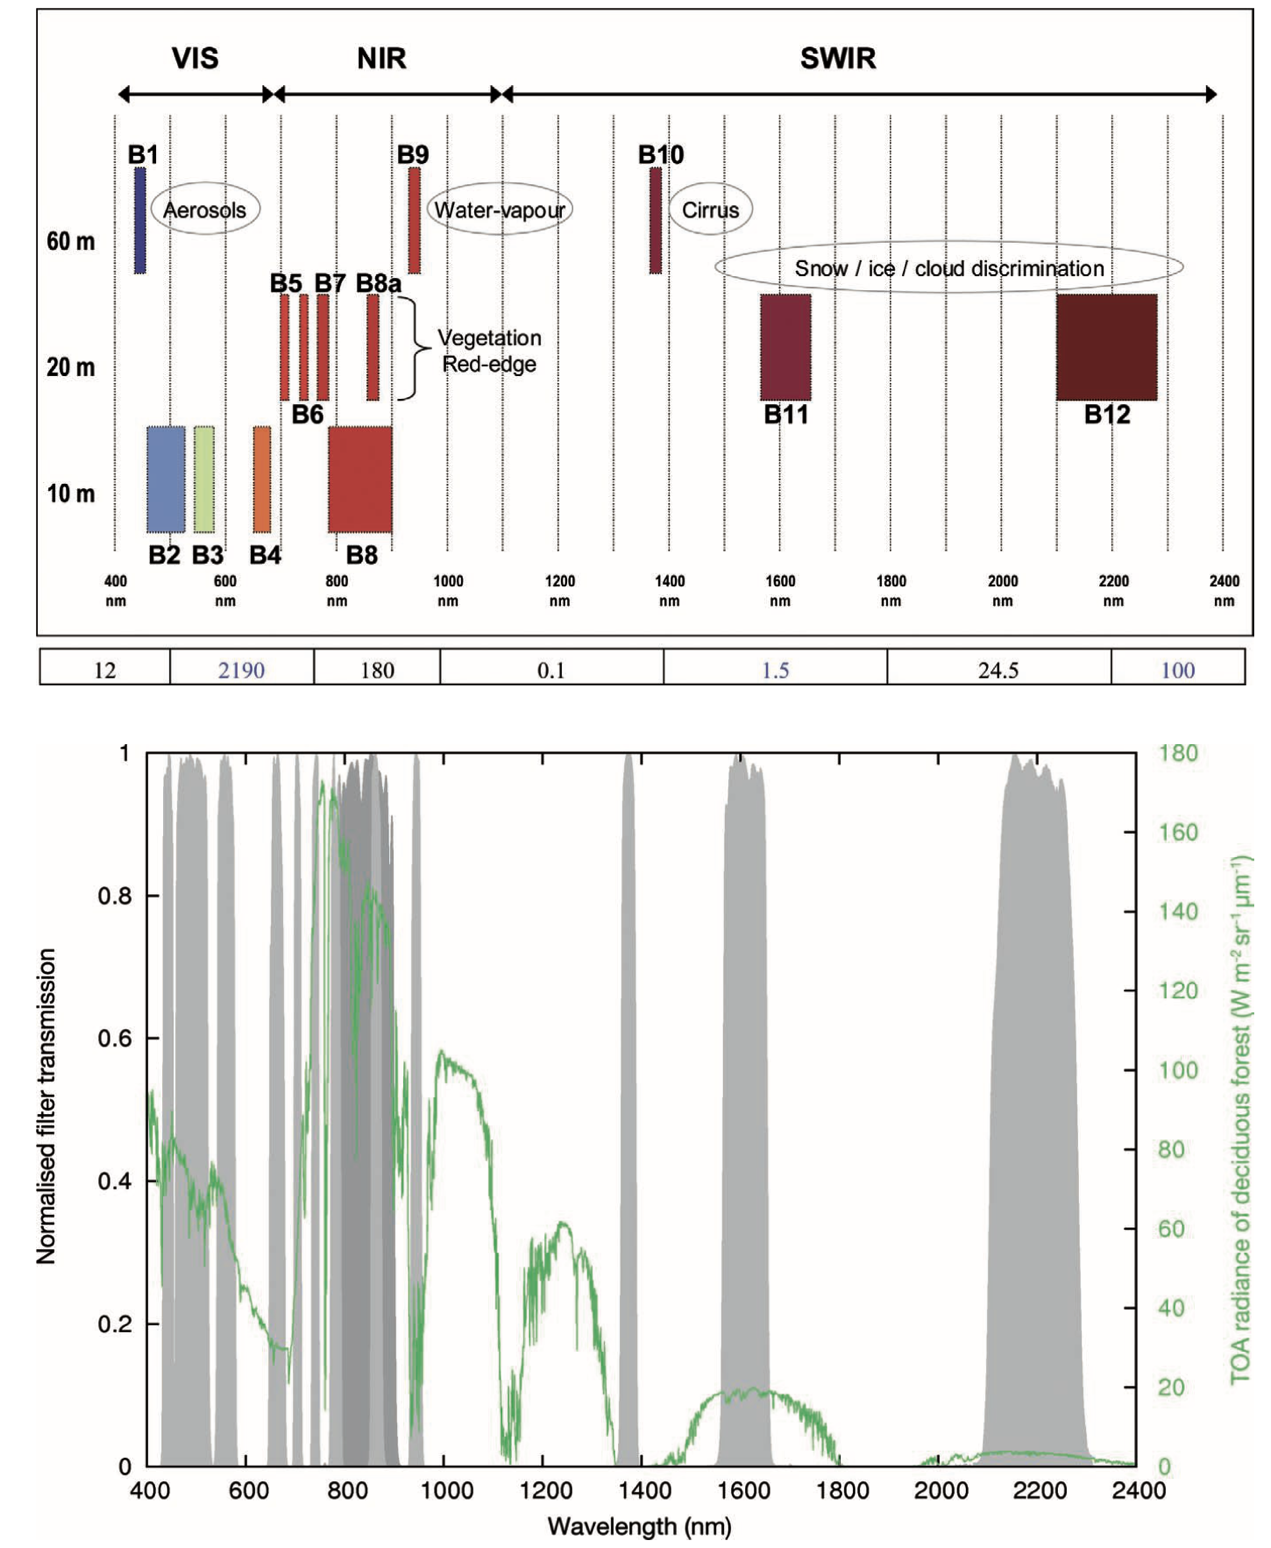 VIS NIR SWIR
B1 B9 B10
Aerosols Water-vapour Cirrus
60 m
Snow / ice / cloud discrimination
B5 B7 B8a
Vegetation
Red-edge
20 m
B6 B11 B12
10 m
B2 B3 B4 B8
400 600 800 1000 1200 1400 1600 1800 2000 2200 2400
nm nm nm nm nm nm nm nm nm nm nm
12 2190 180 0.1 1.5 24.5 100
1 180
160
0.8
140
120
0.6
100
80
0.4
60
40
0.2
20
0 0
400 600 800 1000 1200 1400 1600 1800 2000 2200 2400
Wavelength (nm)
Normalised filter transmission
TOA radiance of deciduous forest (W m⁻² sr⁻¹ µm⁻¹)